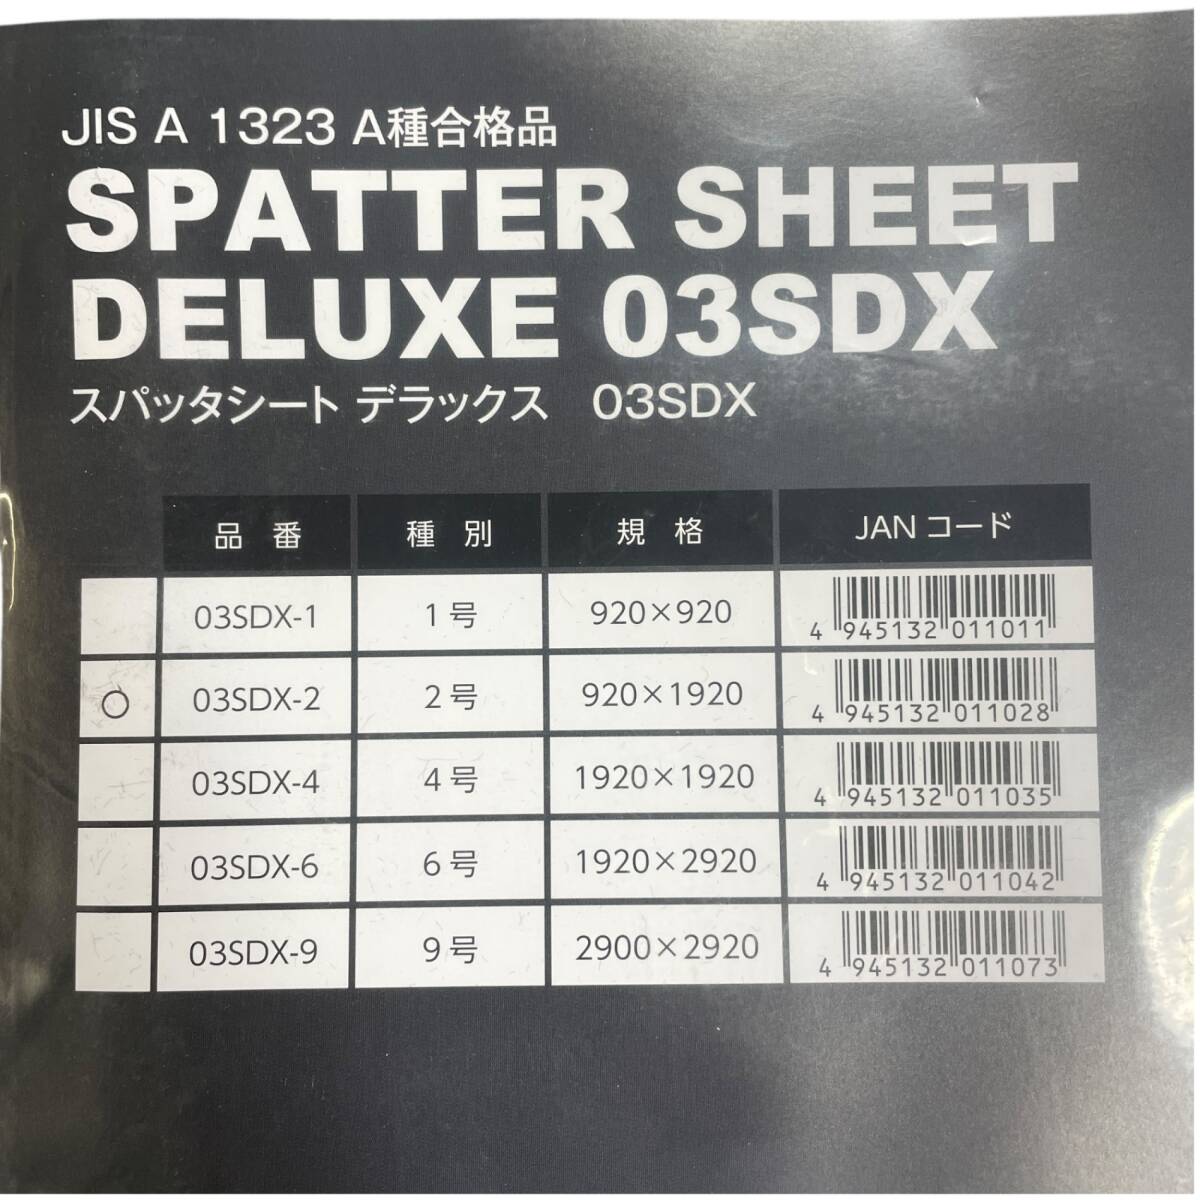 JIS A 1323 A種合格品
SPATTER SHEET
DELUXE 03SDX
スパッタシート デラックス 03SDX
品番 種別 規格 JANコード
03SDX-1 1号 920×920 4 945132 011011
○ 03SDX-2 2号 920×1920 4 945132 011028
03SDX-4 4号 1920×1920 4 945132 011035
03SDX-6 6号 1920×2920 4 945132 011042
03SDX-9 9号 2900×2920 4 945132 011073